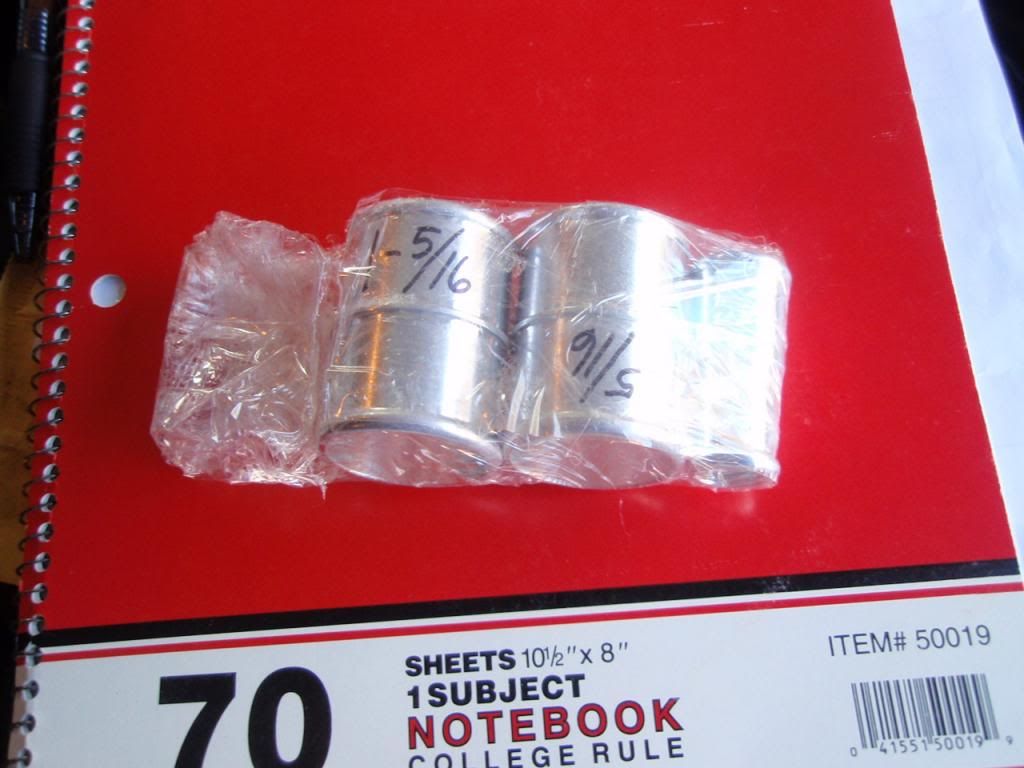 1-5/16
5/16
70
SHEETS 10½" x 8"
1 SUBJECT
NOTEBOOK
COLLEGE RULE
ITEM# 50019
0 41551 50019 9